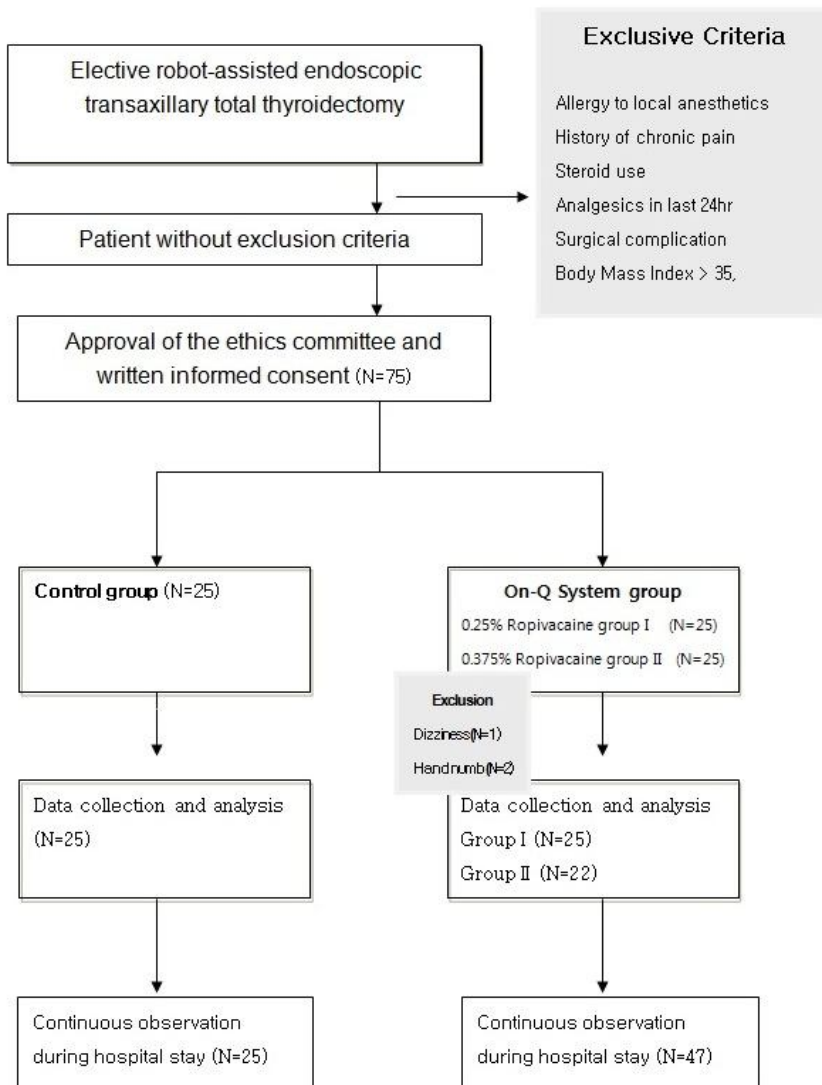 Elective robot-assisted endoscopic
transaxillary total thyroidectomy
Exclusive Criteria
Allergy to local anesthetics
History of chronic pain
Steroid use
Analgesics in last 24hr
Surgical complication
Body Mass Index > 35,
Patient without exclusion criteria
Approval of the ethics committee and
written informed consent (N=75)
Control group (N=25)
On-Q System group
0.25% Ropivacaine group Ⅰ (N=25)
0.375% Ropivacaine group Ⅱ (N=25)
Exclusion
Dizziness(N=1)
Hand numb(N=2)
Data collection and analysis
(N=25)
Data collection and analysis
Group Ⅰ (N=25)
Group Ⅱ (N=22)
Continuous observation
during hospital stay (N=25)
Continuous observation
during hospital stay (N=47)